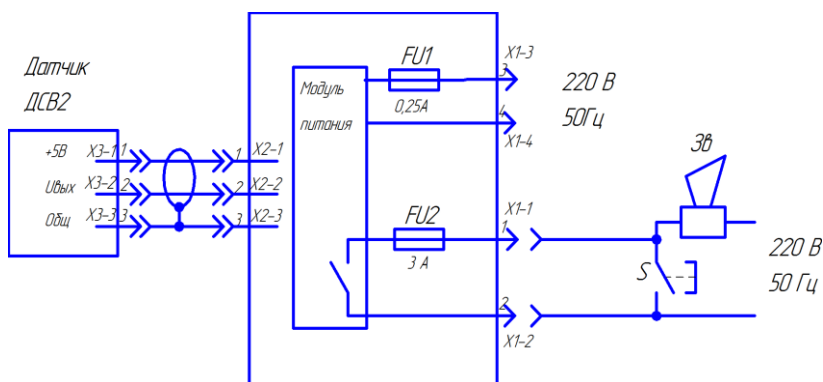 Датчик
ДСВ2
+5В
Uвых
Общ
X3-1
1
X3-2
2
X3-3
3
1
X2-1
2
X2-2
3
X2-3
Модуль
питания
FU1
0,25А
X1-3
3
4
X1-4
220 В
50Гц
FU2
3 А
X1-1
1
2
X1-2
Зв
S
220 В
50 Гц